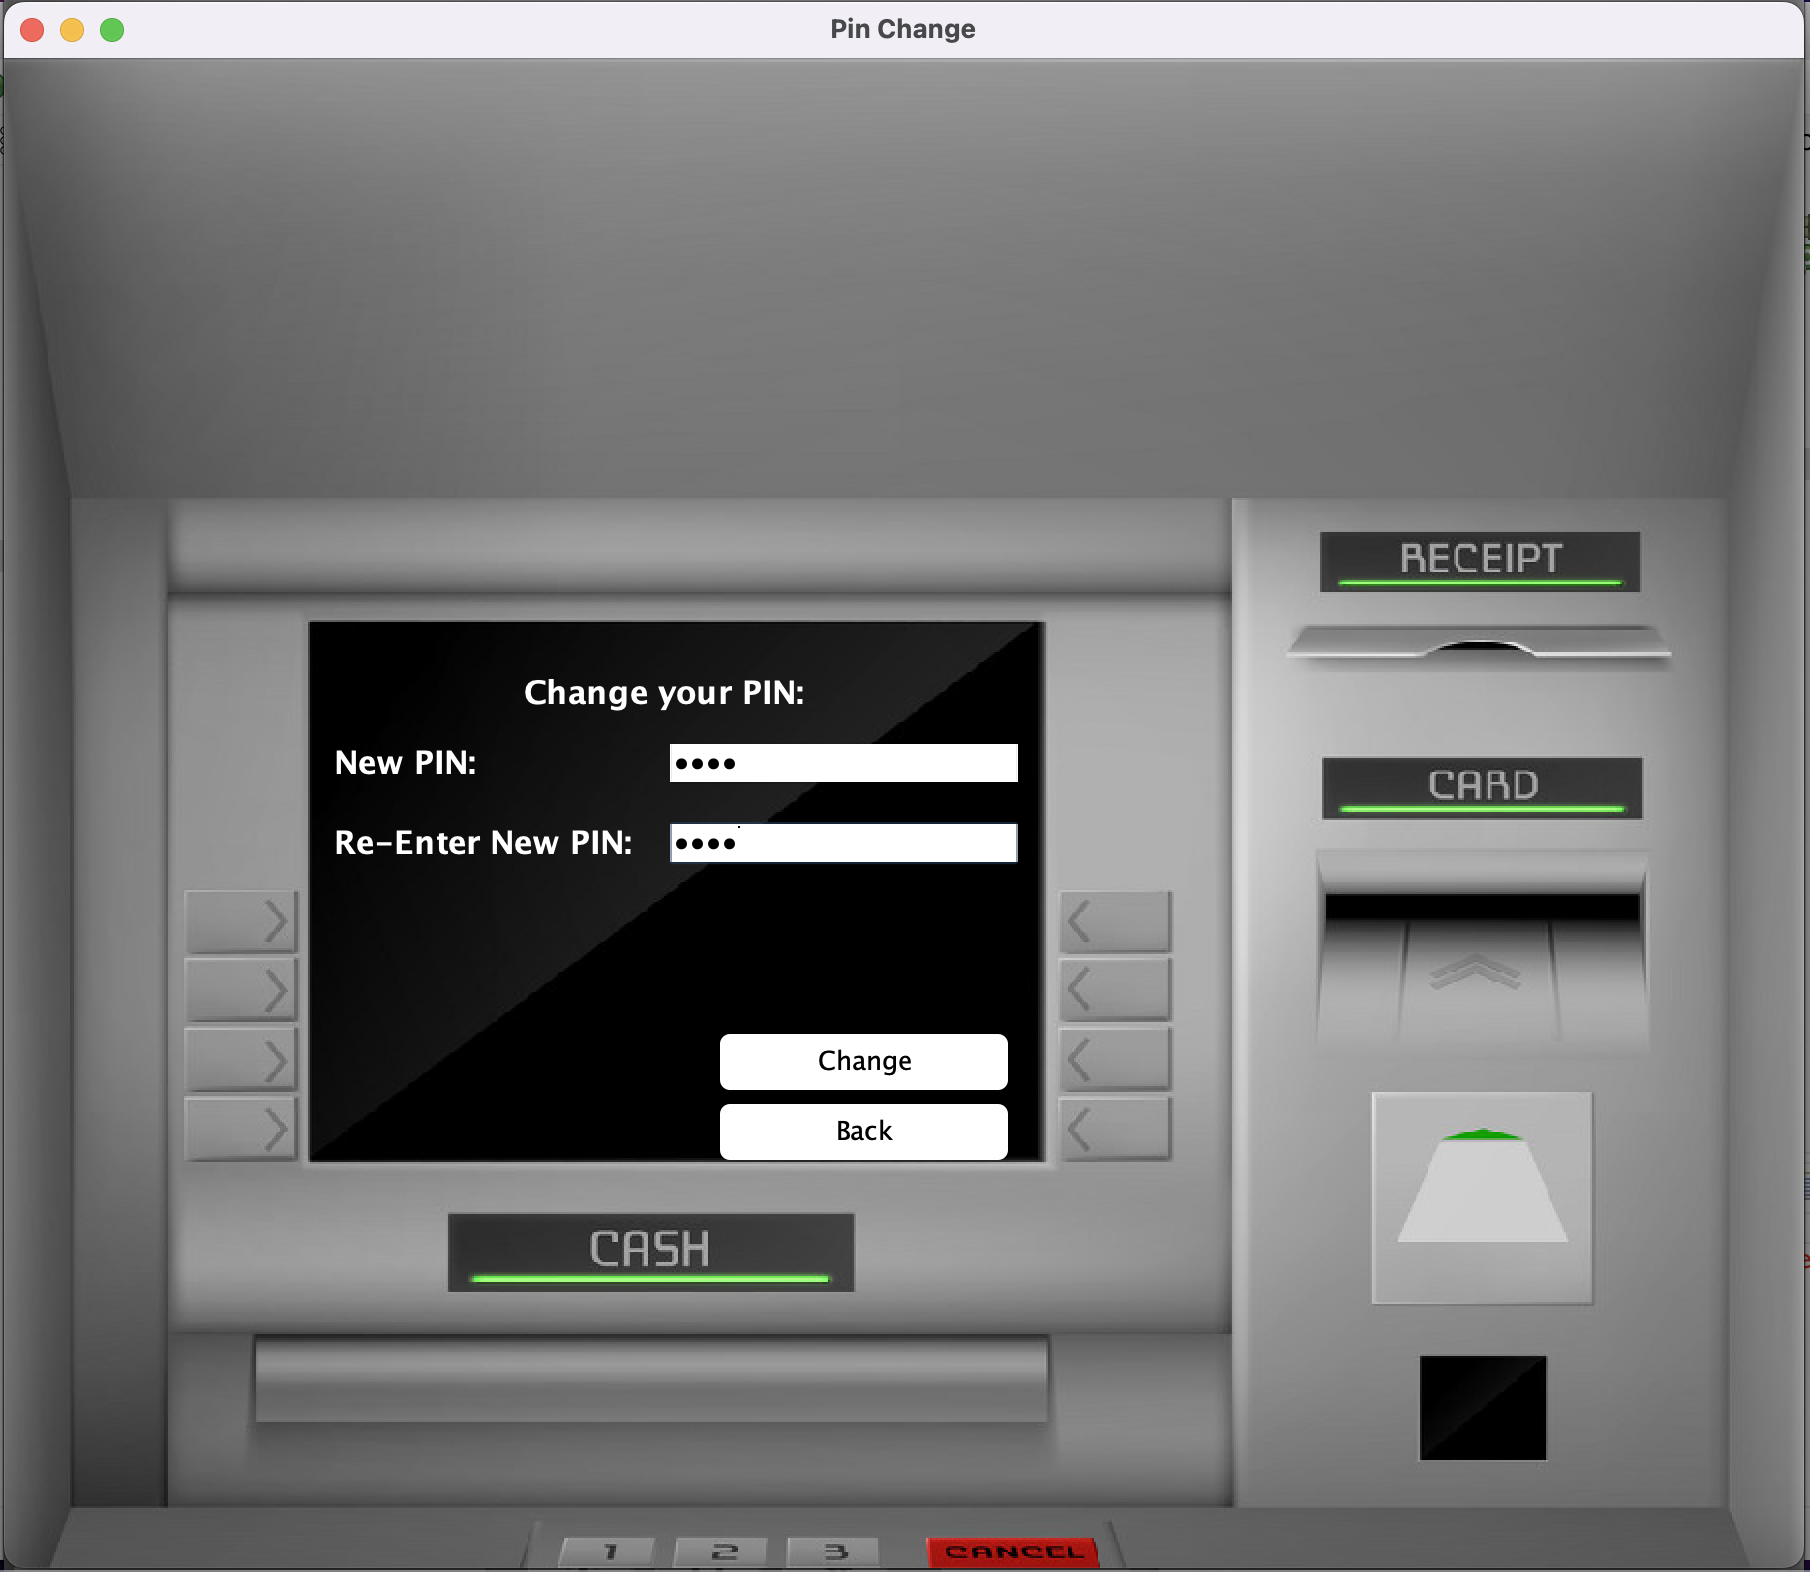 Pin Change
RECEIPT
Change your PIN:
New PIN: ••••
Re-Enter New PIN: ••••
CARD
Change
Back
CASH
1 2 3 CANCEL